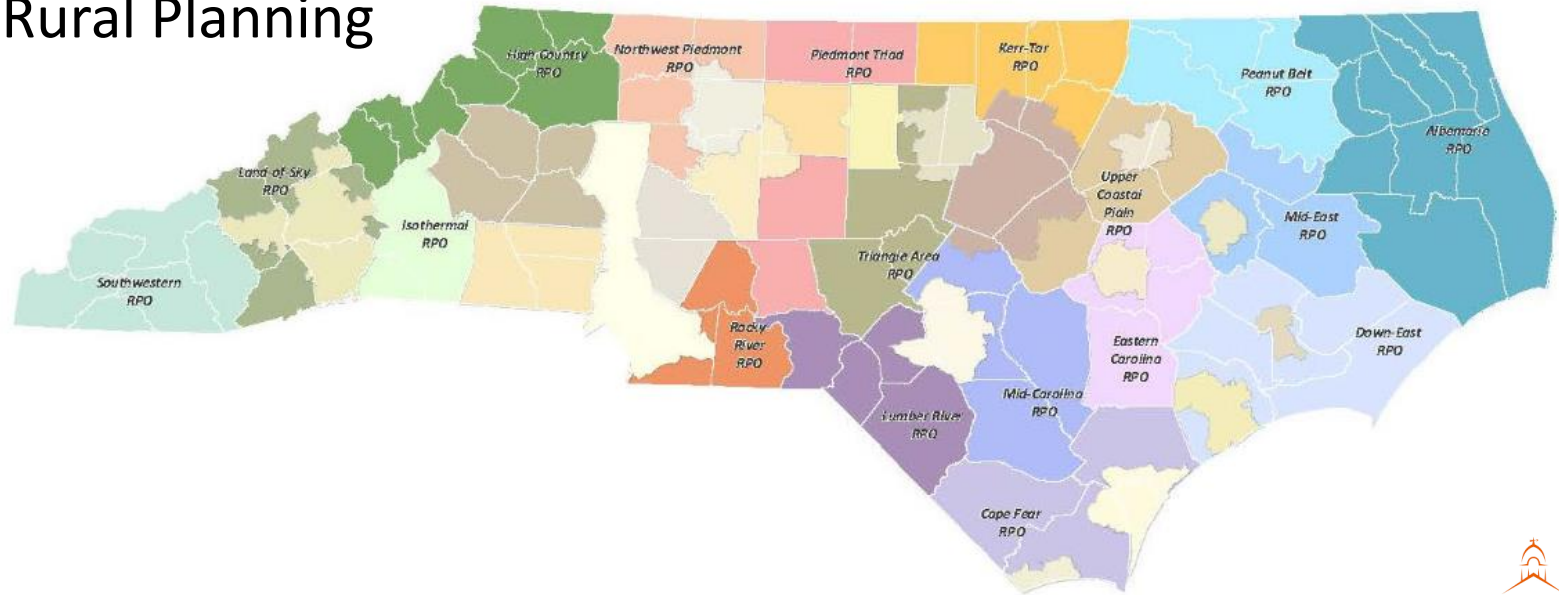 Rural Planning
High Country
RPO
Northwest Piedmont
RPO
Piedmont Triad
RPO
Kerr-Tar
RPO
Peanut Belt
RPO
Albemarle
RPO
Land-of-Sky
RPO
Isothermal
RPO
Southwestern
RPO
Upper
Coastal
Plain
RPO
Mid-East
RPO
Triangle Area
RPO
Rocky
River
RPO
Eastern
Carolina
RPO
Down-East
RPO
Mid-Carolina
RPO
Lumber River
RPO
Cape Fear
RPO